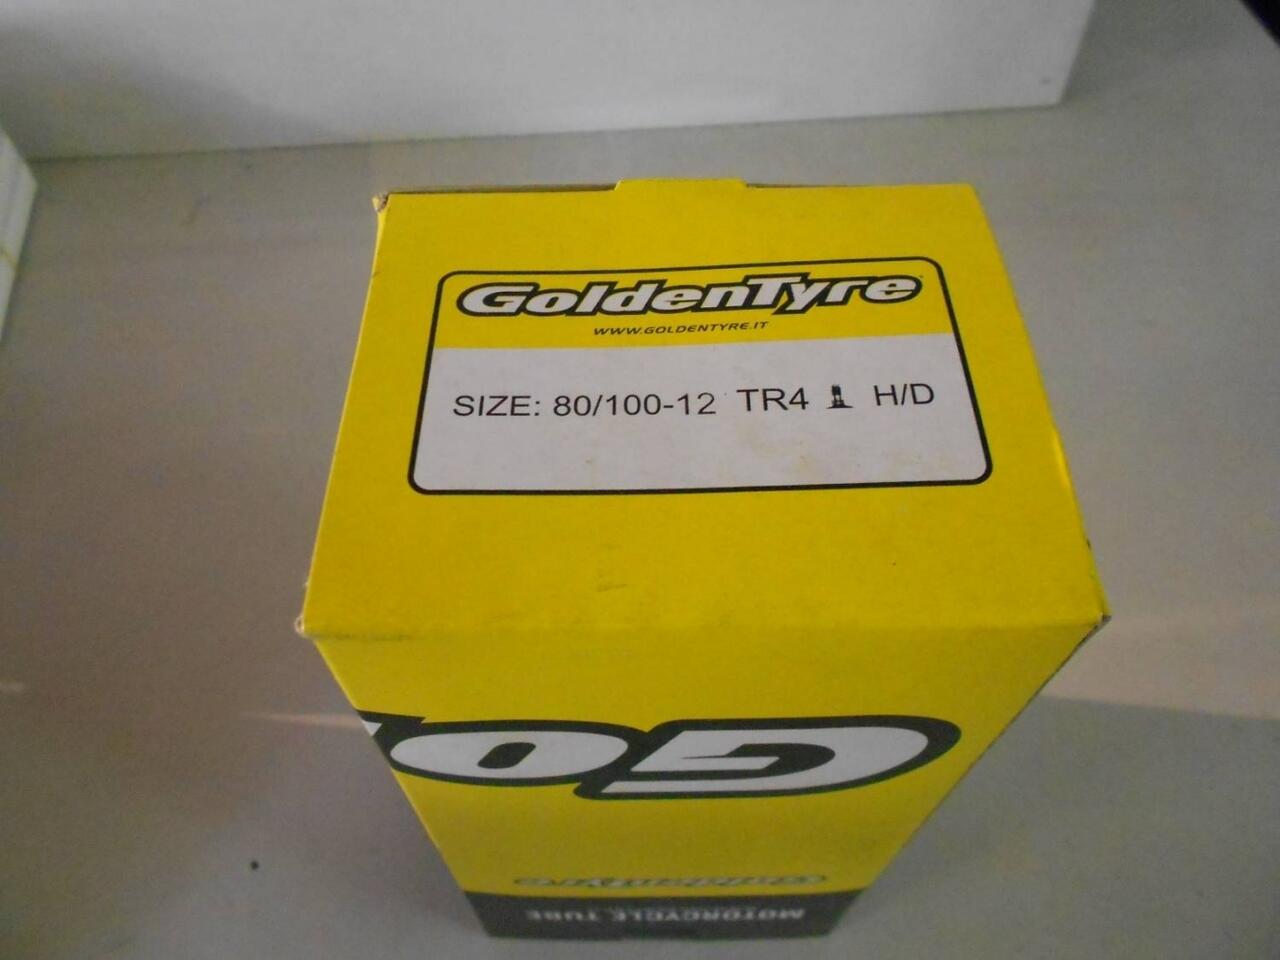 GoldenTyre
WWW.GOLDENTYRE.IT
SIZE: 80/100-12 TR4 H/D
GO
GoldenTyre
MOTORCYCLE TUBE